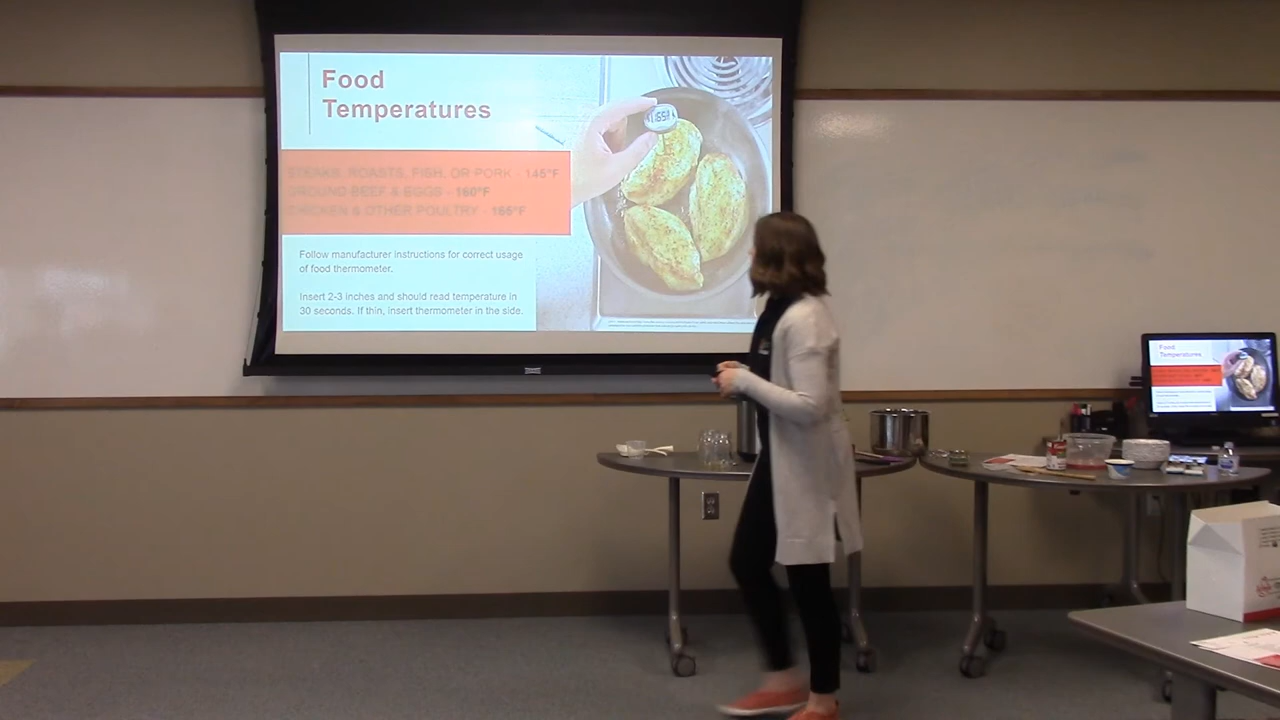 Food
Temperatures
STEAKS, ROASTS, FISH, OR PORK - 145°F
GROUND BEEF & EGGS - 160°F
CHICKEN & OTHER POULTRY - 165°F
Follow manufacturer instructions for correct usage
of food thermometer.
Insert 2-3 inches and should read temperature in
30 seconds. If thin, insert thermometer in the side.
Food
Temperatures